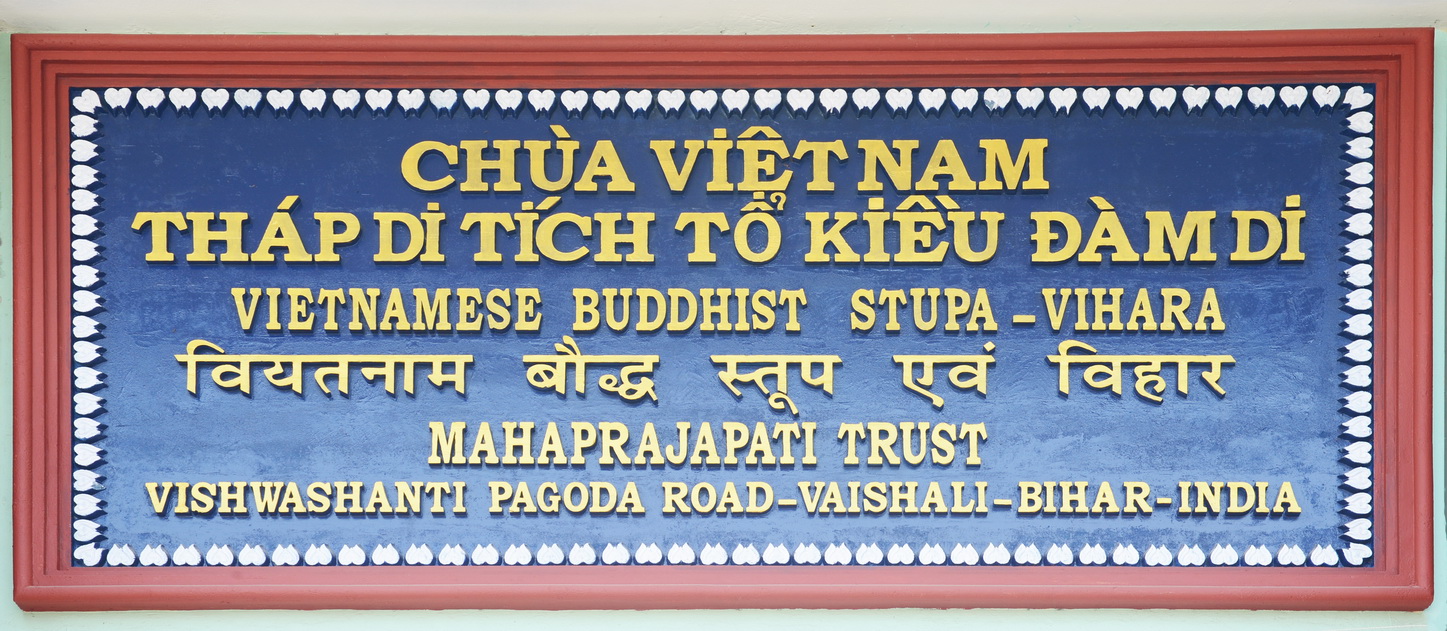 CHÙA VIỆT NAM
THÁP DI TÍCH TỔ KIỀU ĐÀM DI
VIETNAMESE BUDDHIST STUPA – VIHARA
वियतनाम बौद्ध स्तूप एवं विहार
MAHAPRAJAPATI TRUST
VISHWASHANTI PAGODA ROAD-VAISHALI-BIHAR-INDIA